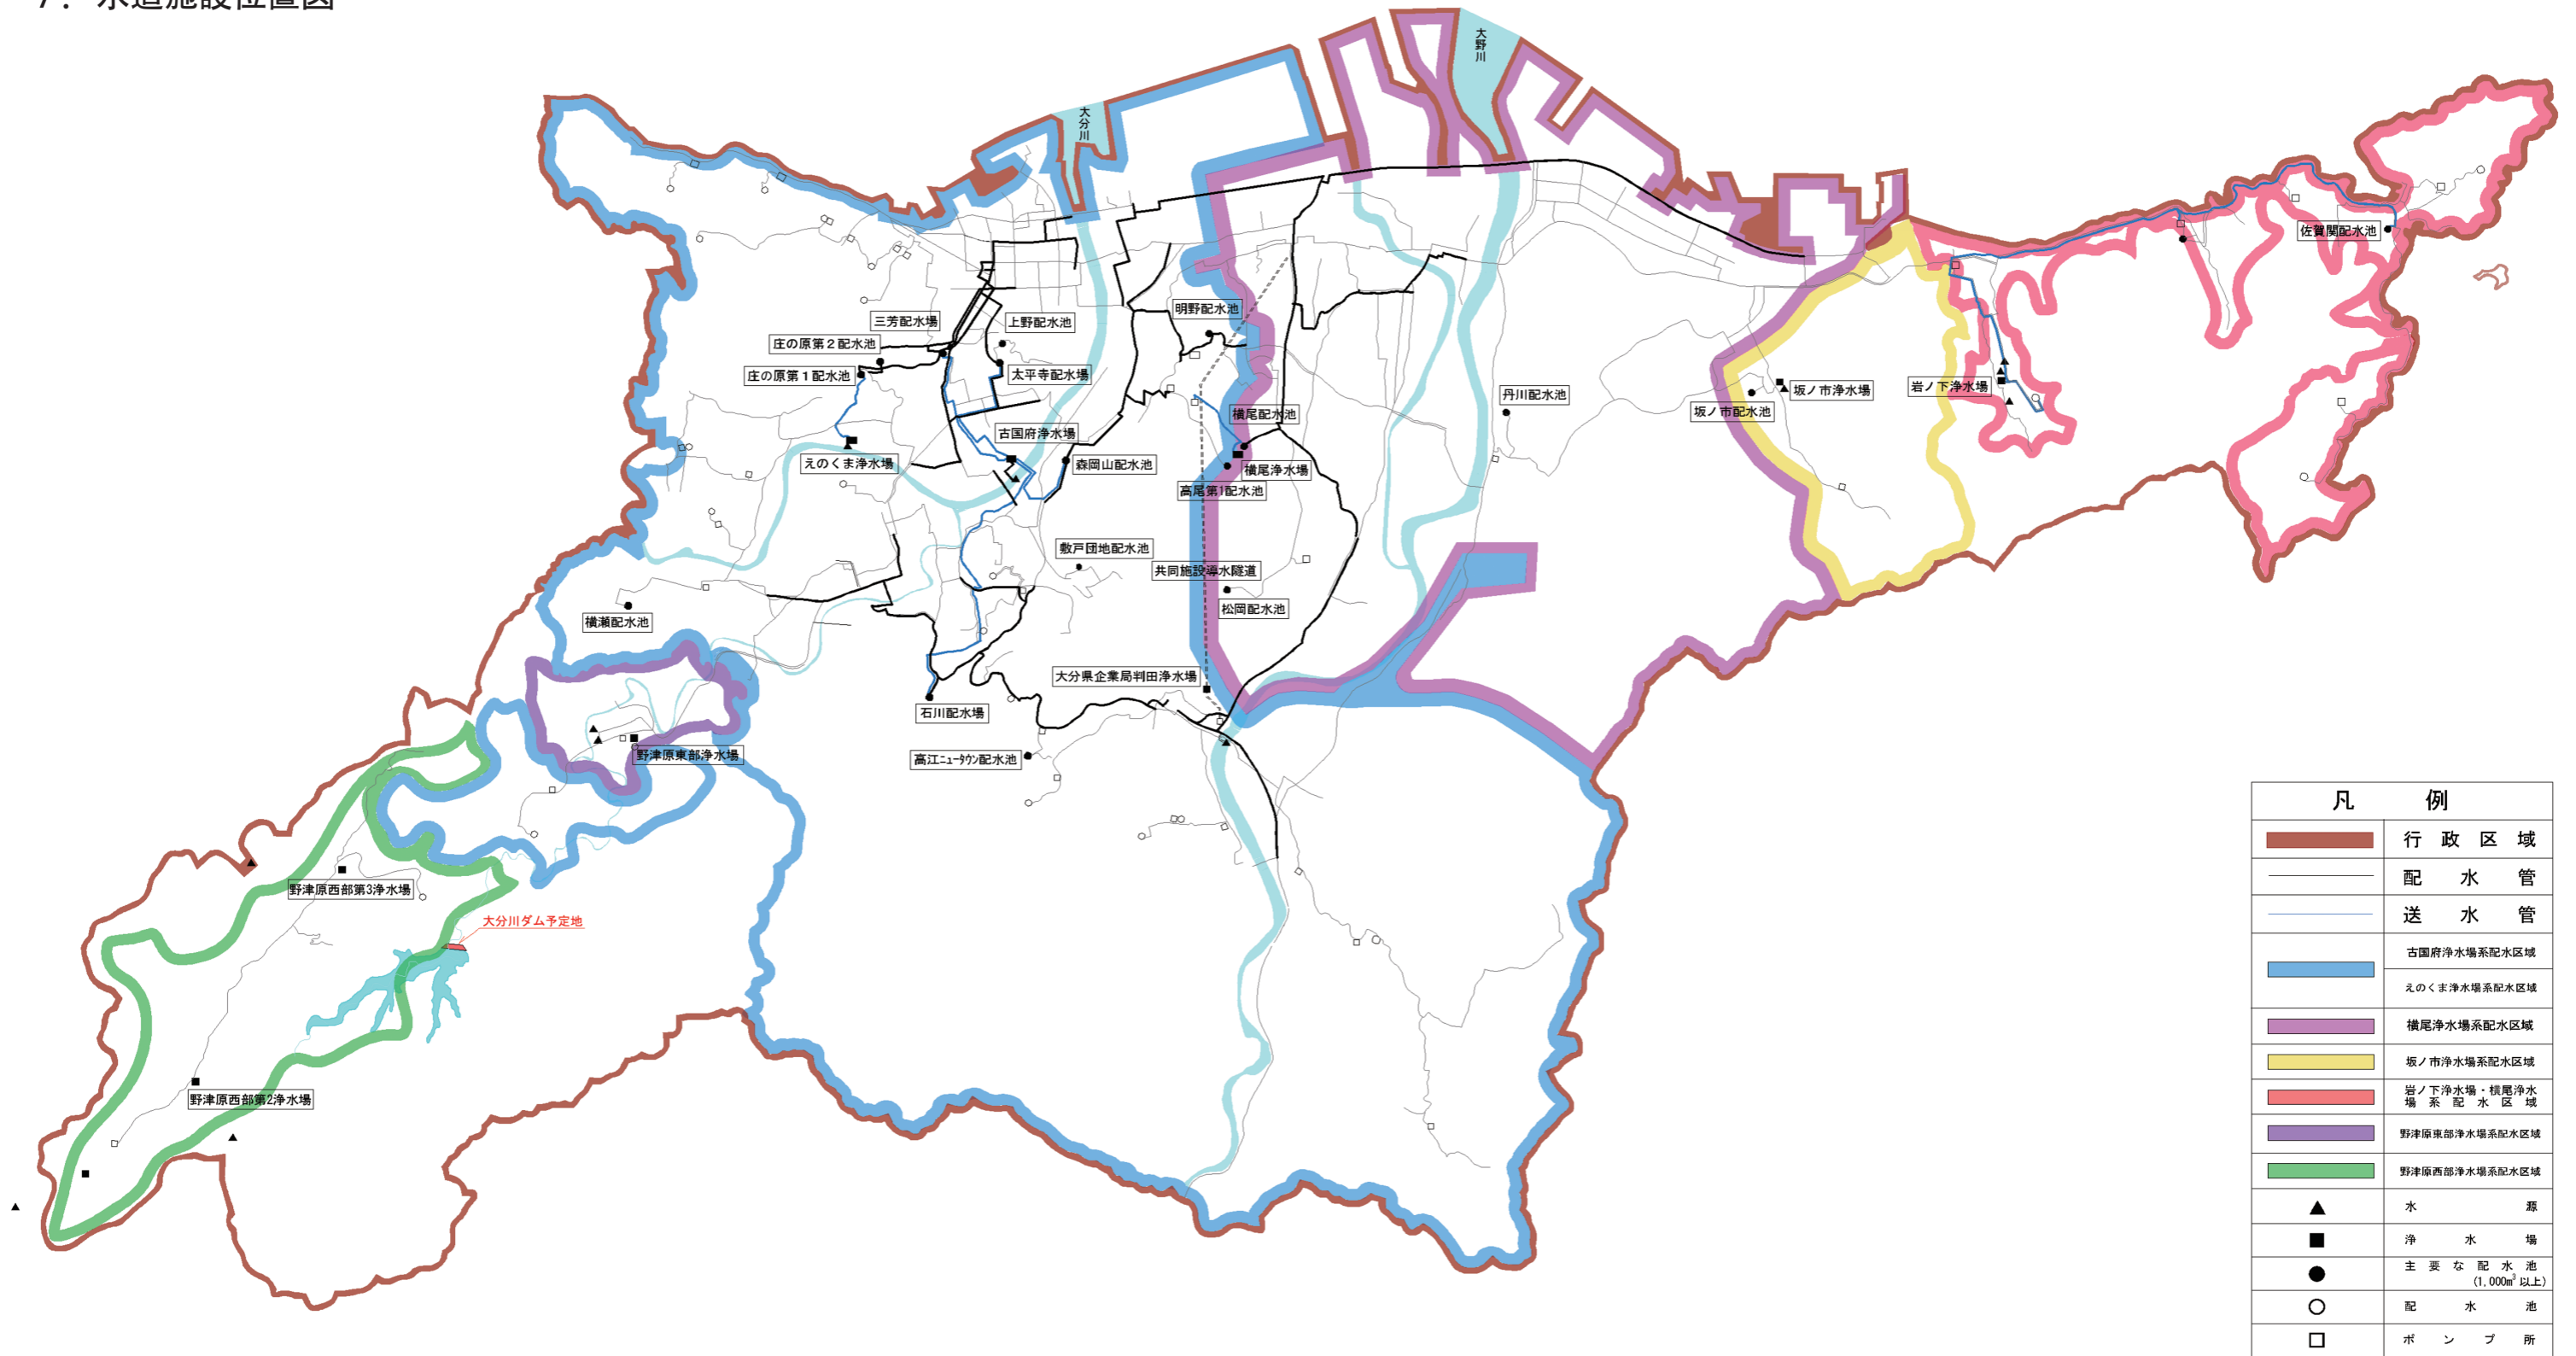 7. 水道施設位置図
大野川
大分川
佐賀関配水池
明野配水池
三芳配水場
上野配水池
庄の原第2配水池
庄の原第1配水池
太平寺配水場
坂ノ市浄水場
岩ノ下浄水場
丹川配水池
坂ノ市配水池
横尾配水池
古国府浄水場
えのくま浄水場
森岡山配水池
横尾浄水場
高尾第1配水池
敷戸団地配水池
共同施設導水隧道
松岡配水池
横瀬配水池
大分県企業局判田浄水場
石川配水場
野津原東部浄水場
高江ニュータウン配水池
野津原西部第3浄水場
大分川ダム予定地
野津原西部第2浄水場
凡 例
行政区域
配水管
送水管
古国府浄水場系配水区域
えのくま浄水場系配水区域
横尾浄水場系配水区域
坂ノ市浄水場系配水区域
岩ノ下浄水場・横尾浄水
場系配水区域
野津原東部浄水場系配水区域
野津原西部浄水場系配水区域
水源
浄水場
主要な配水池
(1,000m³以上)
配水池
ポンプ所